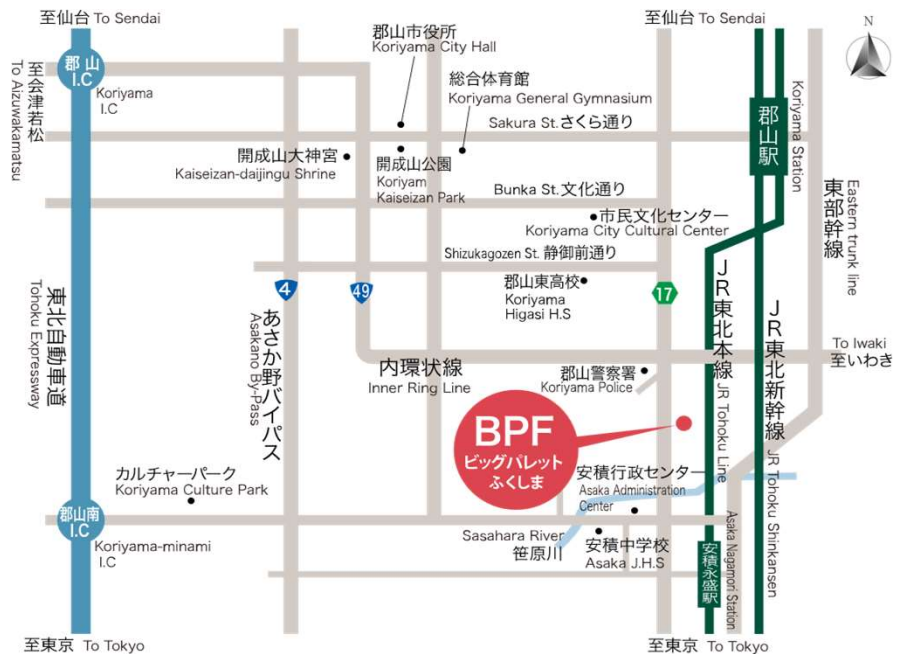 至仙台 To Sendai
至仙台 To Sendai
N
郡山
I.C
Koriyama
I.C
至会津若松
To Aizuwakamatsu
郡山市役所
Koriyama City Hall
総合体育館
Koriyama General Gymnasium
Sakura St.さくら通り
郡山駅
Koriyama Station
開成山大神宮
Kaiseizan-daijingu Shrine
開成山公園
Koriyam
Kaiseizan Park
Bunka St.文化通り
市民文化センター
Koriyama City Cultural Center
東部幹線
Eastern trunk line
Shizukagozen St. 静御前通り
郡山東高校
Koriyama
Higasi H.S
4
49
17
東北自動車道
Tohoku Expressway
あさか野バイパス
Asakano By-Pass
内環状線
Inner Ring Line
郡山警察署
Koriyama Police
JR東北本線
JR Tohoku Line
JR東北新幹線
JR Tohoku Shinkansen
To Iwaki
至いわき
BPF
ビッグパレット
ふくしま
カルチャーパーク
Koriyama Culture Park
安積行政センター
Asaka Administration
Center
郡山南
I.C
Koriyama-minami
I.C
Sasahara River
笹原川
安積中学校
Asaka J.H.S
安積永盛駅
Asaka Nagamori Station
至東京 To Tokyo
至東京 To Tokyo